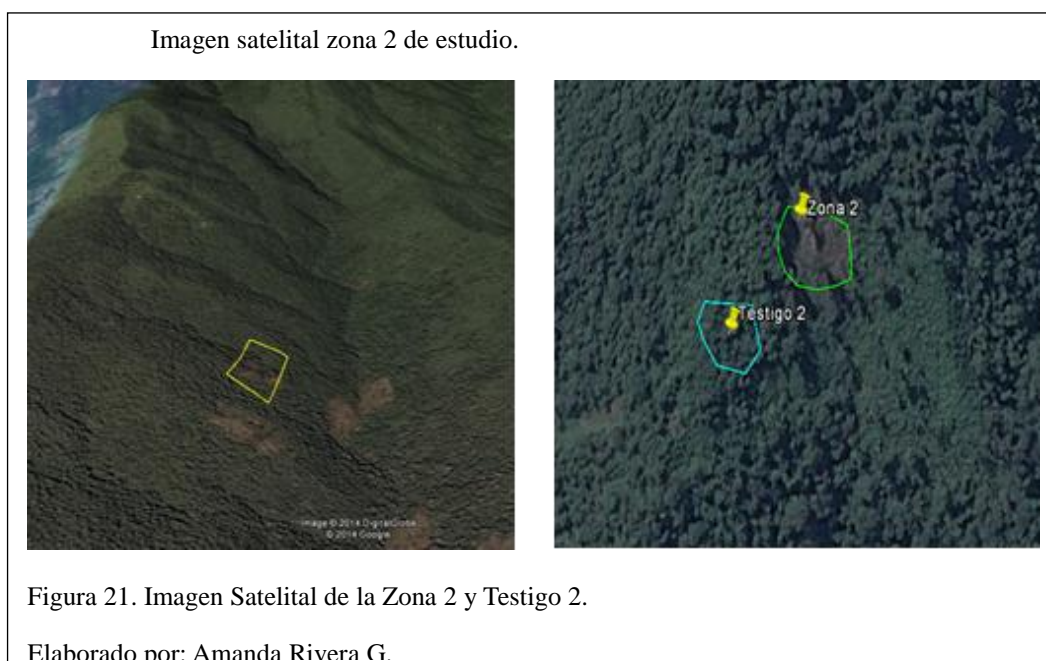 Imagen satelital zona 2 de estudio.
Zona 2
Testigo 2
Image © 2014 DigitalGlobe
© 2014 Google
Figura 21. Imagen Satelital de la Zona 2 y Testigo 2.
Elaborado por: Amanda Rivera G.